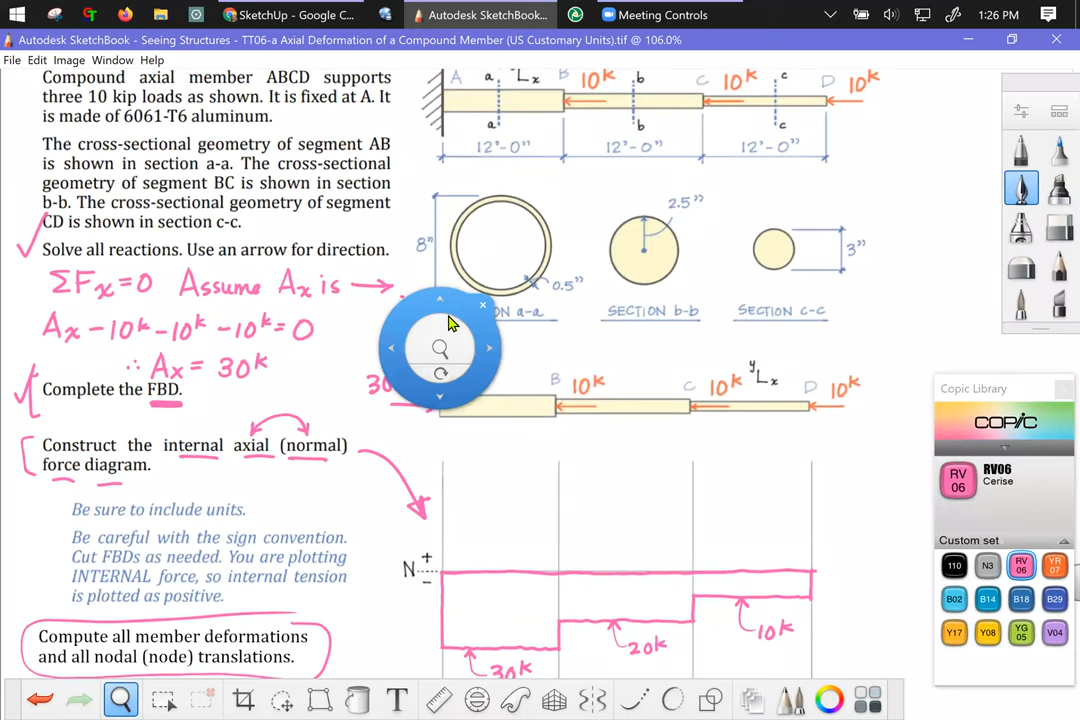 SketchUp - Google C...
Autodesk SketchBook...
Meeting Controls
1:26 PM
Autodesk SketchBook - Seeing Structures - TT06-a Axial Deformation of a Compound Member (US Customary Units).tif @ 106.0%
File Edit Image Window Help
Compound axial member ABCD supports
three 10 kip loads as shown. It is fixed at A. It
is made of 6061-T6 aluminum.
The cross-sectional geometry of segment AB
is shown in section a-a. The cross-sectional
geometry of segment BC is shown in section
b-b. The cross-sectional geometry of segment
CD is shown in section c-c.
Solve all reactions. Use an arrow for direction.
ΣFx=0 Assume Ax is →
Ax -10k -10k -10k = 0
∴ Ax = 30k
Complete the FBD.
Construct the internal axial (normal)
force diagram.
Be sure to include units.
Be careful with the sign convention.
Cut FBDs as needed. You are plotting
INTERNAL force, so internal tension
is plotted as positive.
Compute all member deformations
and all nodal (node) translations.
A a Lx B 10k b C 10k c D 10k
a b c
12'-0" 12'-0" 12'-0"
8" 0.5" 2.5" 3"
ON a-a SECTION b-b SECTION c-c
30 B 10k C 10k y Lx D 10k
N + -
30k 20k 10k
Copic Library
COPIC
RV
06
RV06
Cerise
Custom set
110 N3 RV 06 YR 07
B02 B14 B18 B29
Y17 Y08 YG 05 V04
T